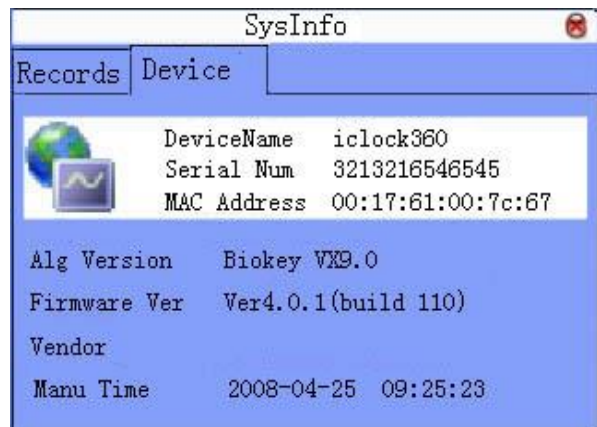 SysInfo
Records Device
DeviceName iclock360
Serial Num 3213216546545
MAC Address 00:17:61:00:7c:67
Alg Version Biokey VX9.0
Firmware Ver Ver4.0.1(build 110)
Vendor
Manu Time 2008-04-25 09:25:23